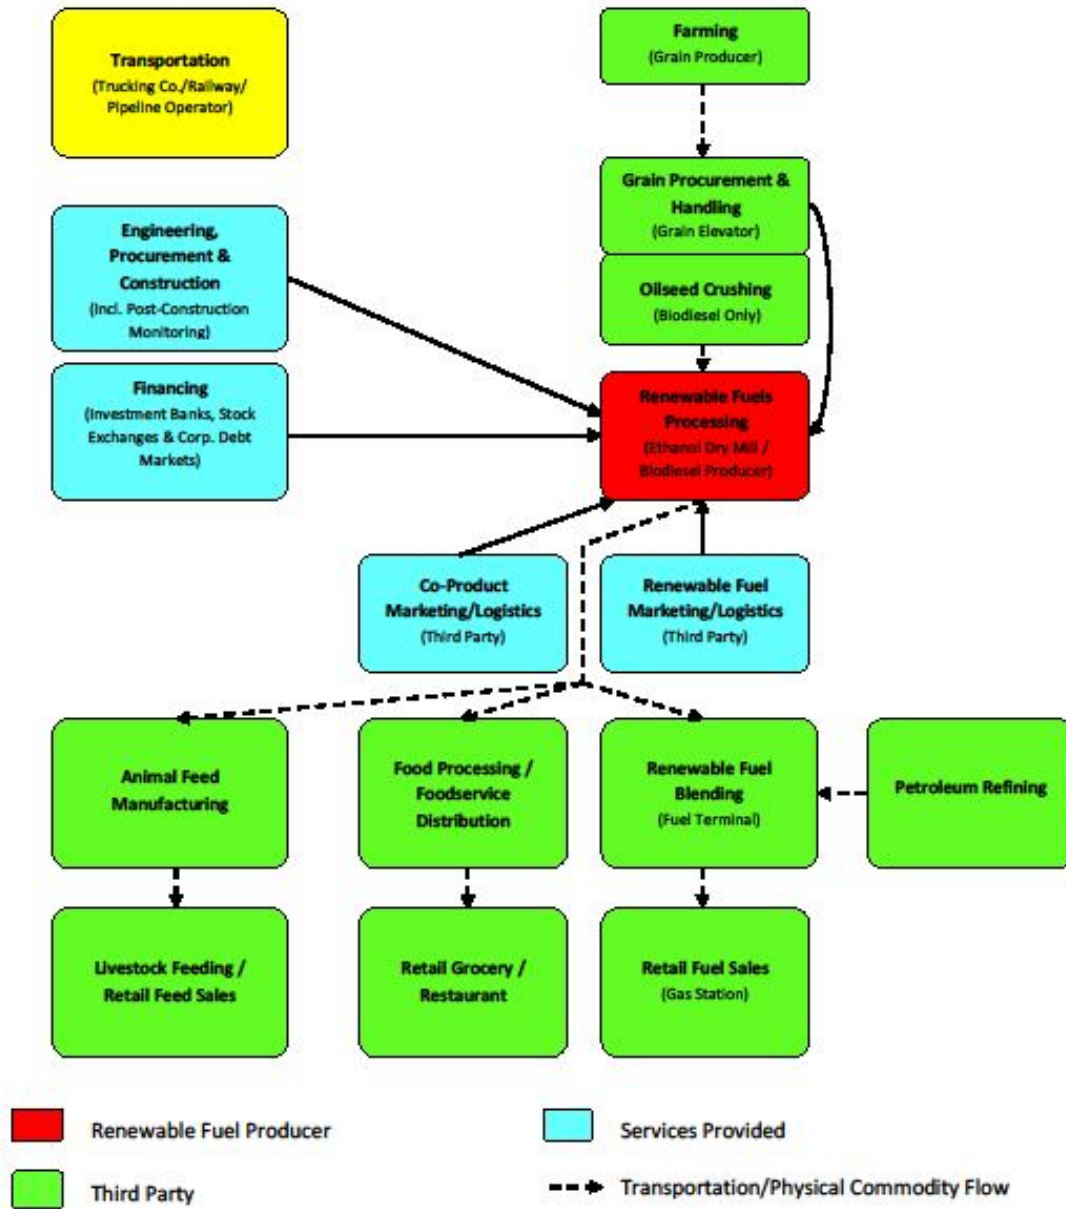 Transportation
(Trucking Co./Railway/
Pipeline Operator)
Farming
(Grain Producer)
Grain Procurement &
Handling
(Grain Elevator)
Engineering,
Procurement &
Construction
(Incl. Post-Construction
Monitoring)
Oilseed Crushing
(Biodiesel Only)
Financing
(Investment Banks, Stock
Exchanges & Corp. Debt
Markets)
Renewable Fuels
Processing
(Ethanol Dry Mill /
Biodiesel Producer)
Co-Product
Marketing/Logistics
(Third Party)
Renewable Fuel
Marketing/Logistics
(Third Party)
Animal Feed
Manufacturing
Food Processing /
Foodservice
Distribution
Renewable Fuel
Blending
(Fuel Terminal)
Petroleum Refining
Livestock Feeding /
Retail Feed Sales
Retail Grocery /
Restaurant
Retail Fuel Sales
(Gas Station)
Renewable Fuel Producer
Services Provided
Third Party
Transportation/Physical Commodity Flow